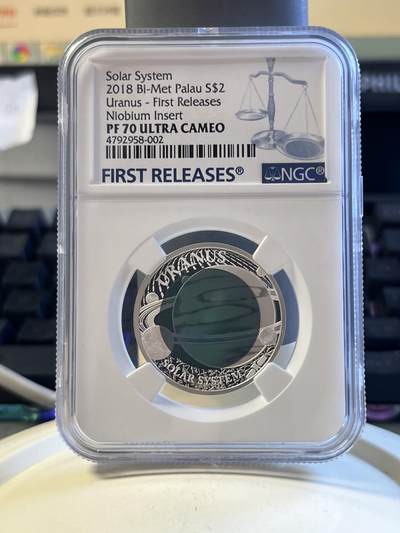 Solar System
2018 Bi-Met Palau S$2
Uranus - First Releases
Niobium Insert
PF 70 ULTRA CAMEO
4792958-002
FIRST RELEASES®
NGC®
URANUS
SOLAR SYSTEM